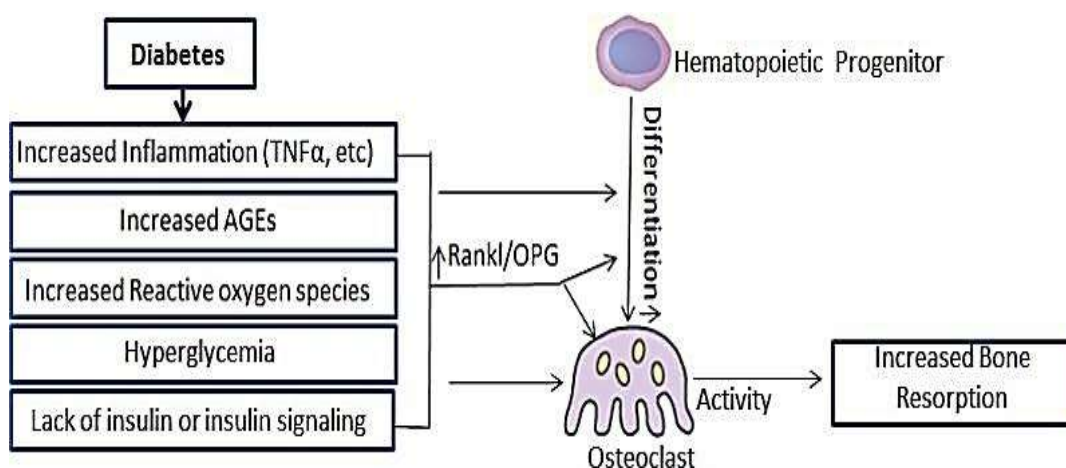 Diabetes
Increased Inflammation (TNFα, etc)
Increased AGEs
Increased Reactive oxygen species
Hyperglycemia
Lack of insulin or insulin signaling
↑Rankl/OPG
Hematopoietic Progenitor
Differentiation
Osteoclast
Activity
Increased Bone
Resorption